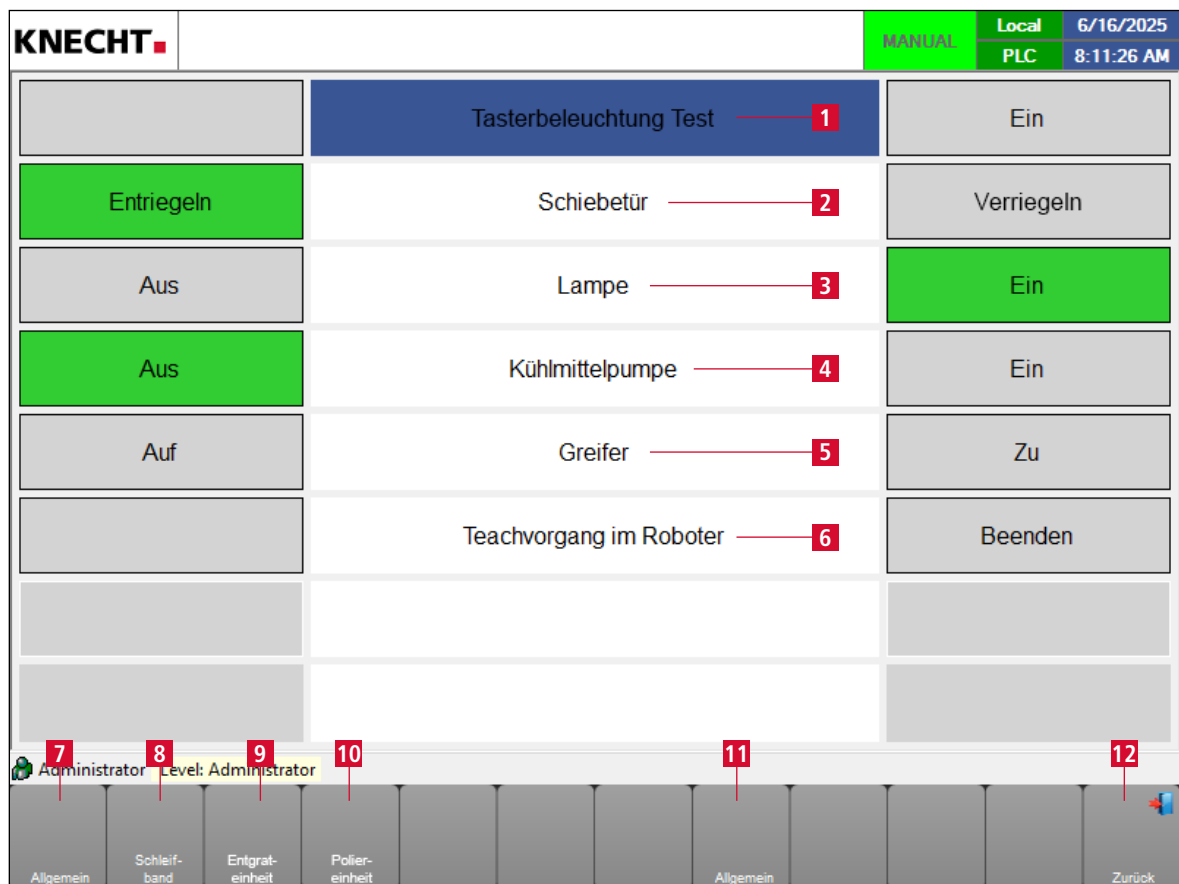 KNECHT
MANUAL
Local
6/16/2025
PLC
8:11:26 AM
Tasterbeleuchtung Test
1
Ein
Entriegeln
Schiebetür
2
Verriegeln
Aus
Lampe
3
Ein
Aus
Kühlmittelpumpe
4
Ein
Auf
Greifer
5
Zu
Teachvorgang im Roboter
6
Beenden
7
8
9
10
11
12
Administrator
Level: Administrator
Allgemein
Schleif-
band
Entgrat-
einheit
Polier-
einheit
Allgemein
Zurück